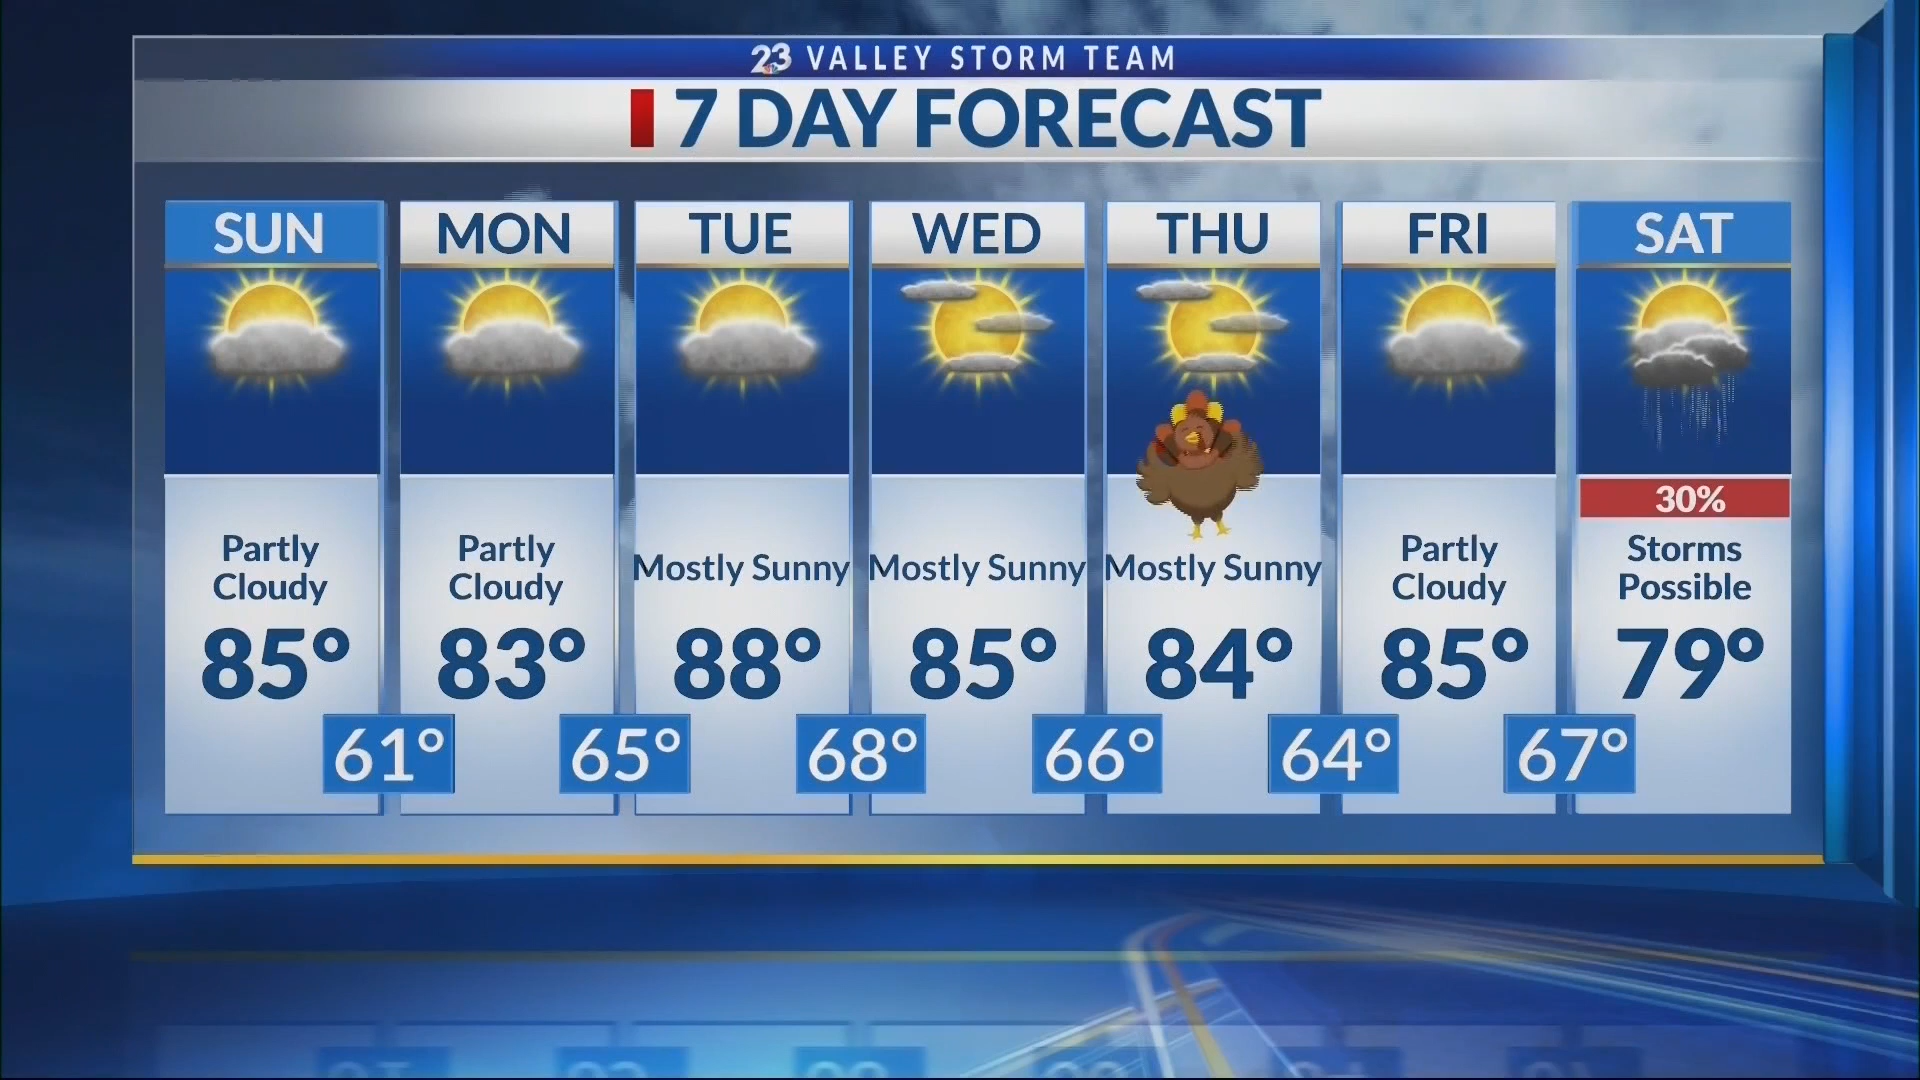 23 VALLEY STORM TEAM
7 DAY FORECAST
SUN
Partly
Cloudy
85°
61°
MON
Partly
Cloudy
83°
65°
TUE
Mostly Sunny
88°
68°
WED
Mostly Sunny
85°
66°
THU
Mostly Sunny
84°
64°
FRI
Partly
Cloudy
85°
67°
SAT
30%
Storms
Possible
79°